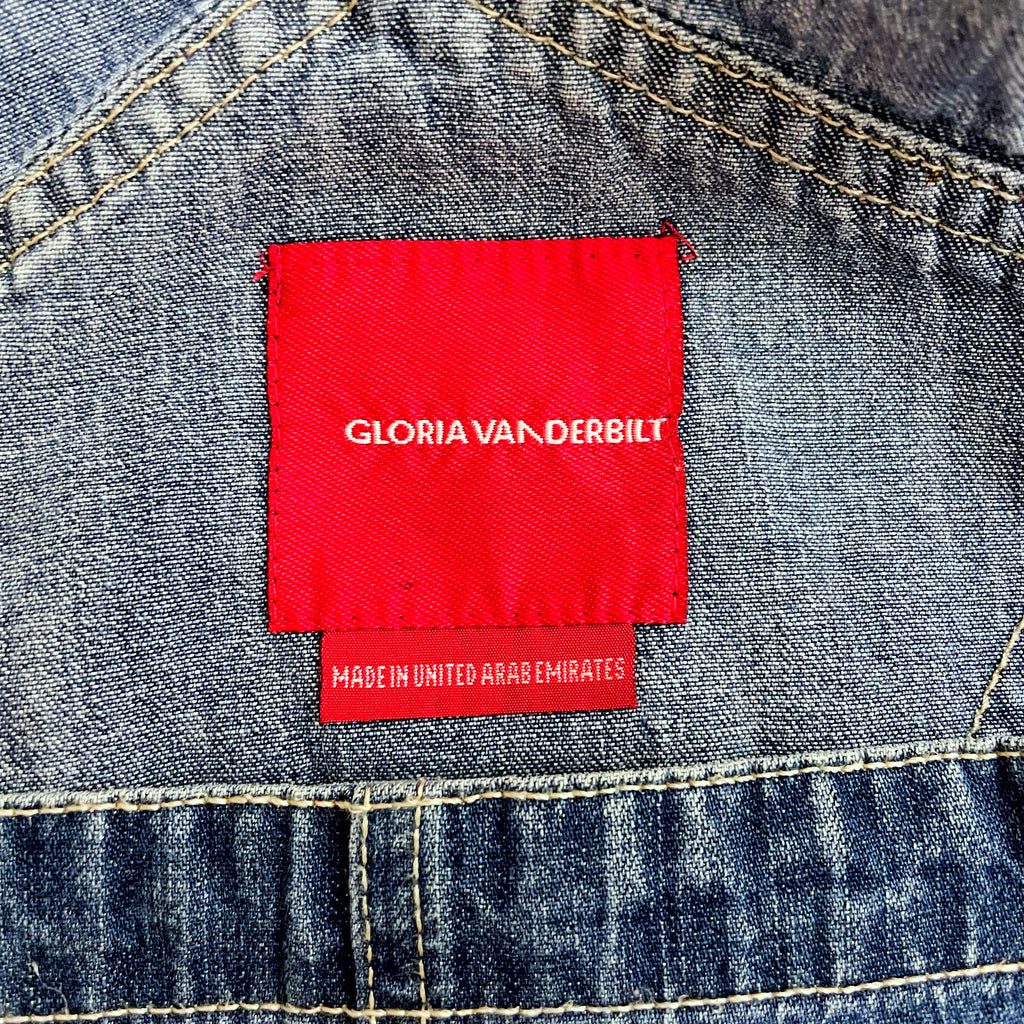 GLORIA VANDERBILT
MADE IN UNITED ARAB EMIRATES